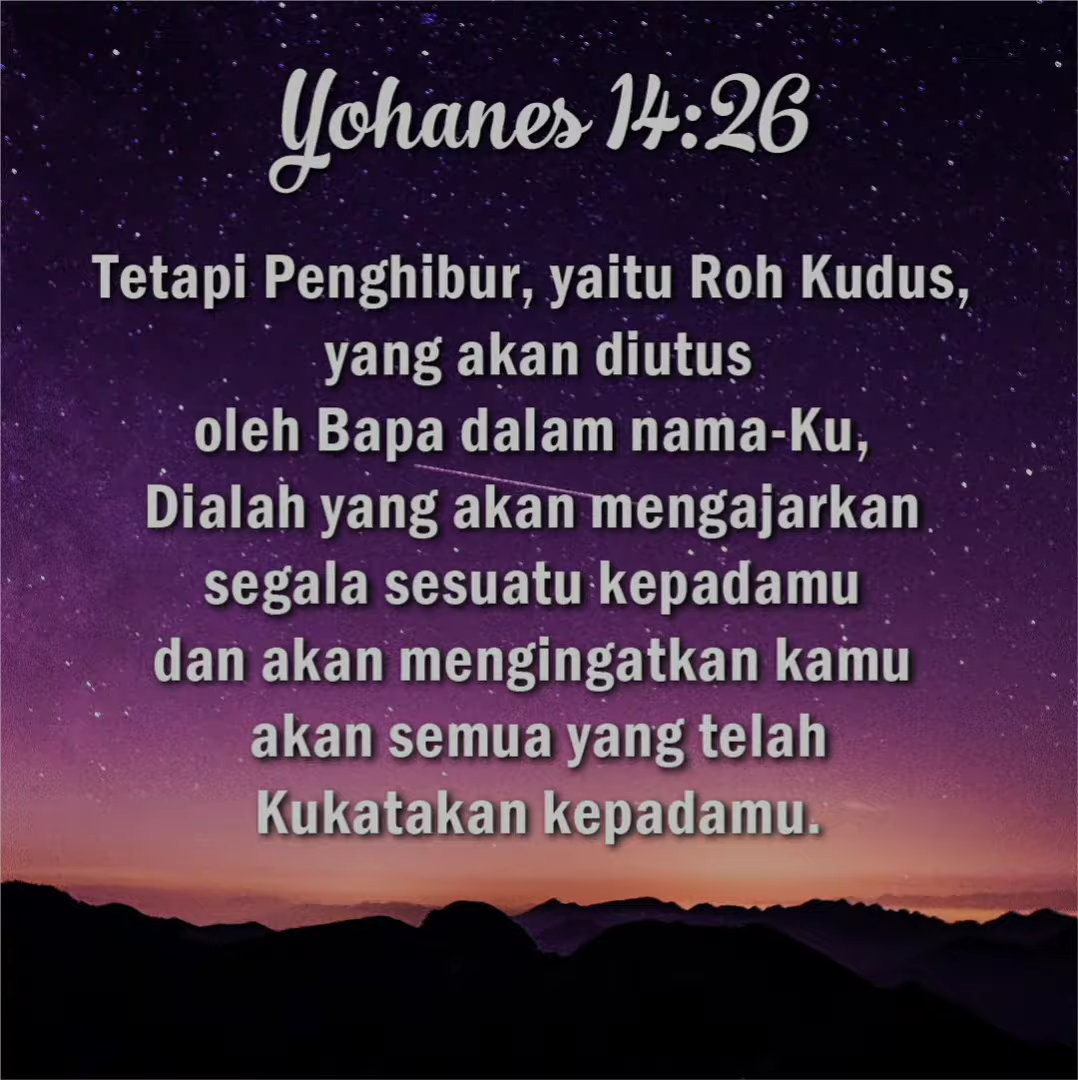 Yohanes 14:26
Tetapi Penghibur, yaitu Roh Kudus,
yang akan diutus
oleh Bapa dalam nama-Ku,
Dialah yang akan mengajarkan
segala sesuatu kepadamu
dan akan mengingatkan kamu
akan semua yang telah
Kukatakan kepadamu.